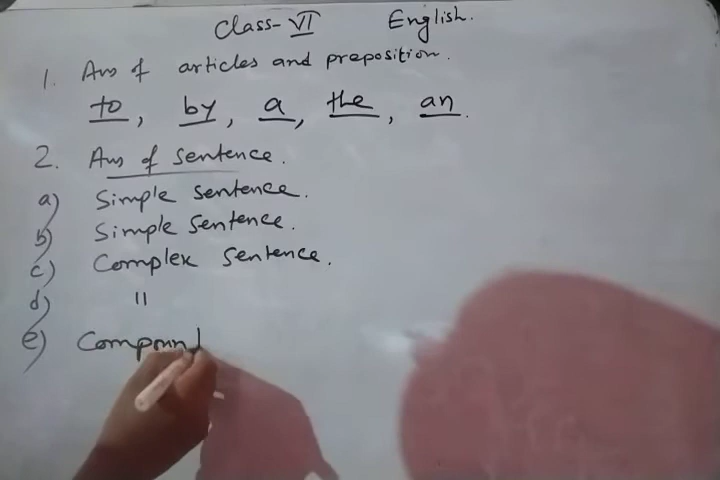 Class-VI English.
1. Ans of articles and preposition.
to, by, a, the, an.
2. Ans of sentence.
a) Simple sentence.
b) Simple sentence.
c) Complex sentence.
d) "
e) Compound